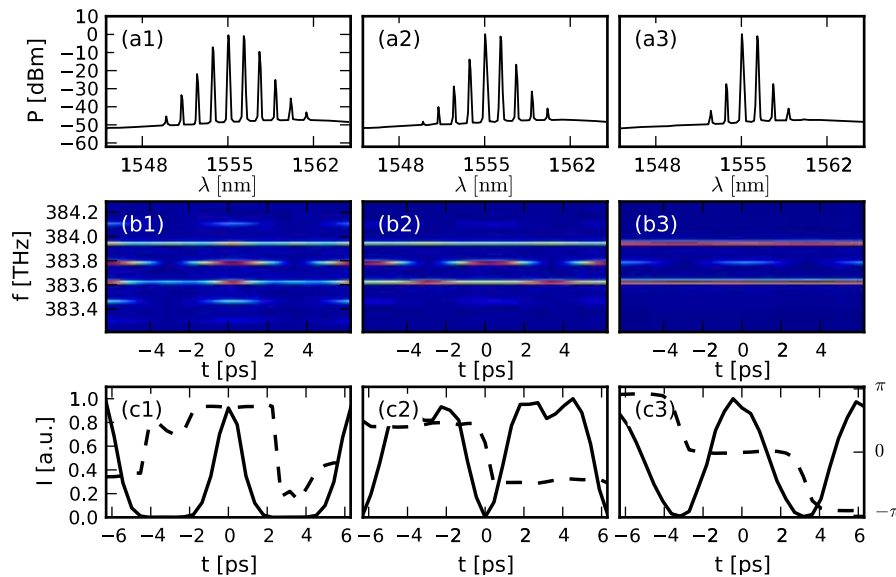 P [dBm]
10
0
−10
−20
−30
−40
−50
−60
(a1) (a2) (a3)
1548 1555 1562 1548 1555 1562 1548 1555 1562
λ [nm] λ [nm] λ [nm]
f [THz]
384.2
384.0
383.8
383.6
383.4
(b1) (b2) (b3)
−4 −2 0 2 4 −4 −2 0 2 4 −4 −2 0 2 4
t [ps] t [ps] t [ps]
I [a.u.]
1.0
0.8
0.6
0.4
0.2
0.0
(c1) (c2) (c3)
π
0
−π
−6 −4 −2 0 2 4 6 −6 −4 −2 0 2 4 6 −6 −4 −2 0 2 4 6
t [ps] t [ps] t [ps]